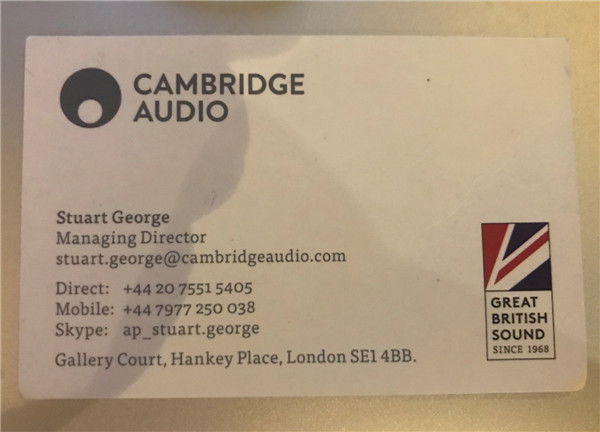 CAMBRIDGE
AUDIO
Stuart George
Managing Director
stuart.george@cambridgeaudio.com
Direct: +44 20 7551 5405
Mobile: +44 7977 250 038
Skype: ap_stuart.george
Gallery Court, Hankey Place, London SE1 4BB.
GREAT
BRITISH
SOUND
SINCE 1968